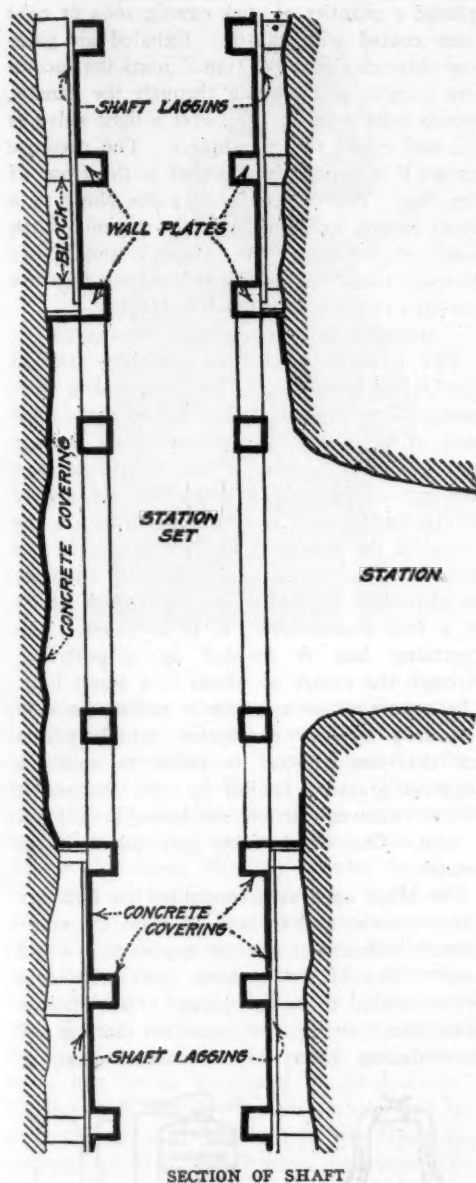 SHAFT LAGGING
WALL PLATES
BLOCK
CONCRETE COVERING
STATION
SET
STATION
CONCRETE
COVERING
SHAFT LAGGING
SECTION OF SHAFT